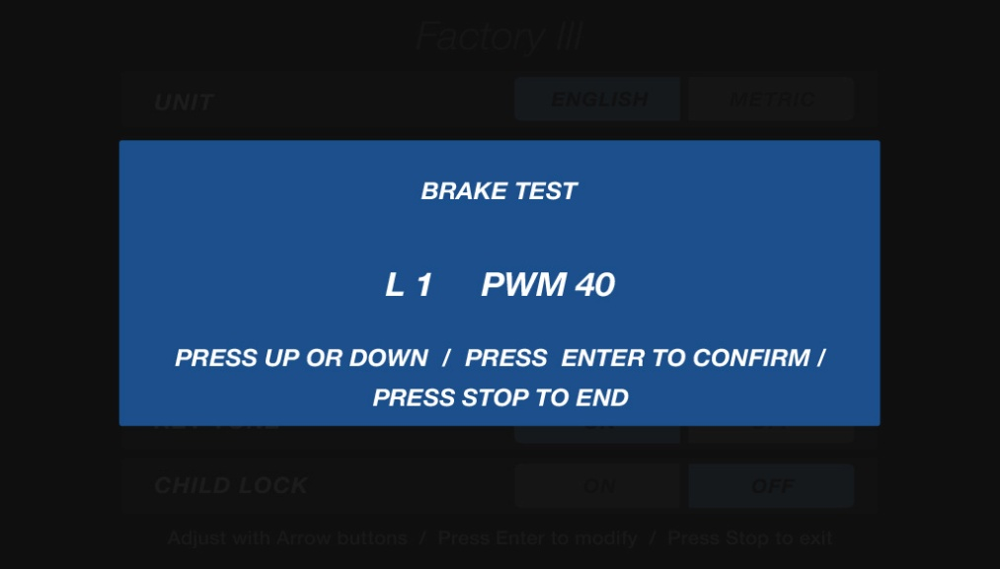 Factory III
UNIT ENGLISH METRIC
BRAKE TEST
L 1 PWM 40
PRESS UP OR DOWN / PRESS ENTER TO CONFIRM /
PRESS STOP TO END
CHILD LOCK ON OFF
Adjust with Arrow buttons / Press Enter to modify / Press Stop to exit